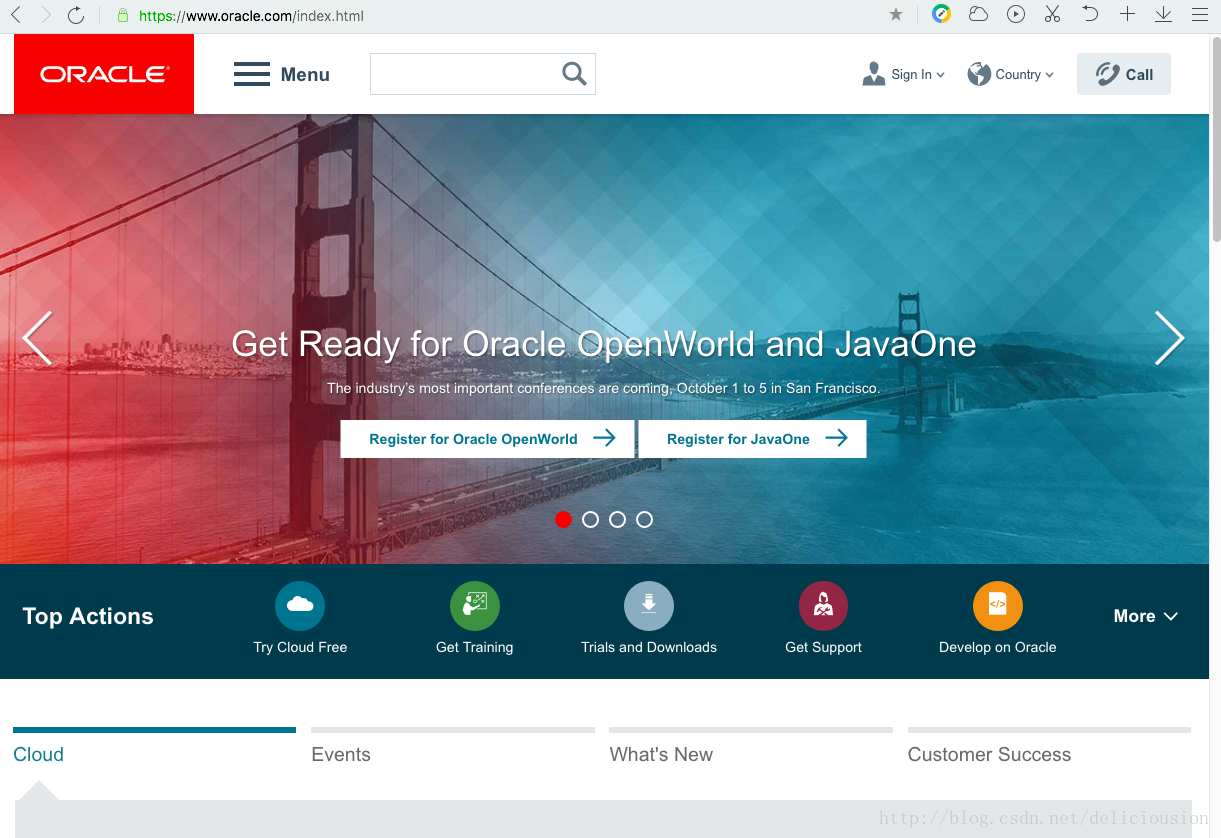 https://www.oracle.com/index.html
ORACLE®
Menu
Sign In
Country
Call
Get Ready for Oracle OpenWorld and JavaOne
The industry's most important conferences are coming, October 1 to 5 in San Francisco.
Register for Oracle OpenWorld
Register for JavaOne
Top Actions
Try Cloud Free
Get Training
Trials and Downloads
Get Support
Develop on Oracle
More
Cloud
Events
What's New
Customer Success
http://blog.csdn.net/deliciousion